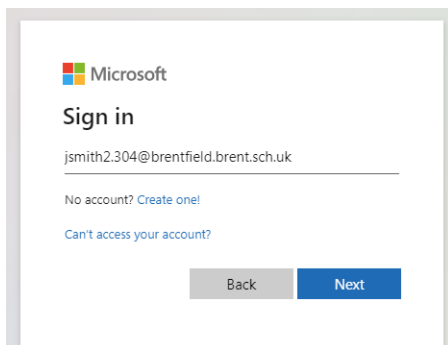 Microsoft
Sign in
jsmith2.304@brentfield.brent.sch.uk
No account? Create one!
Can't access your account?
Back Next